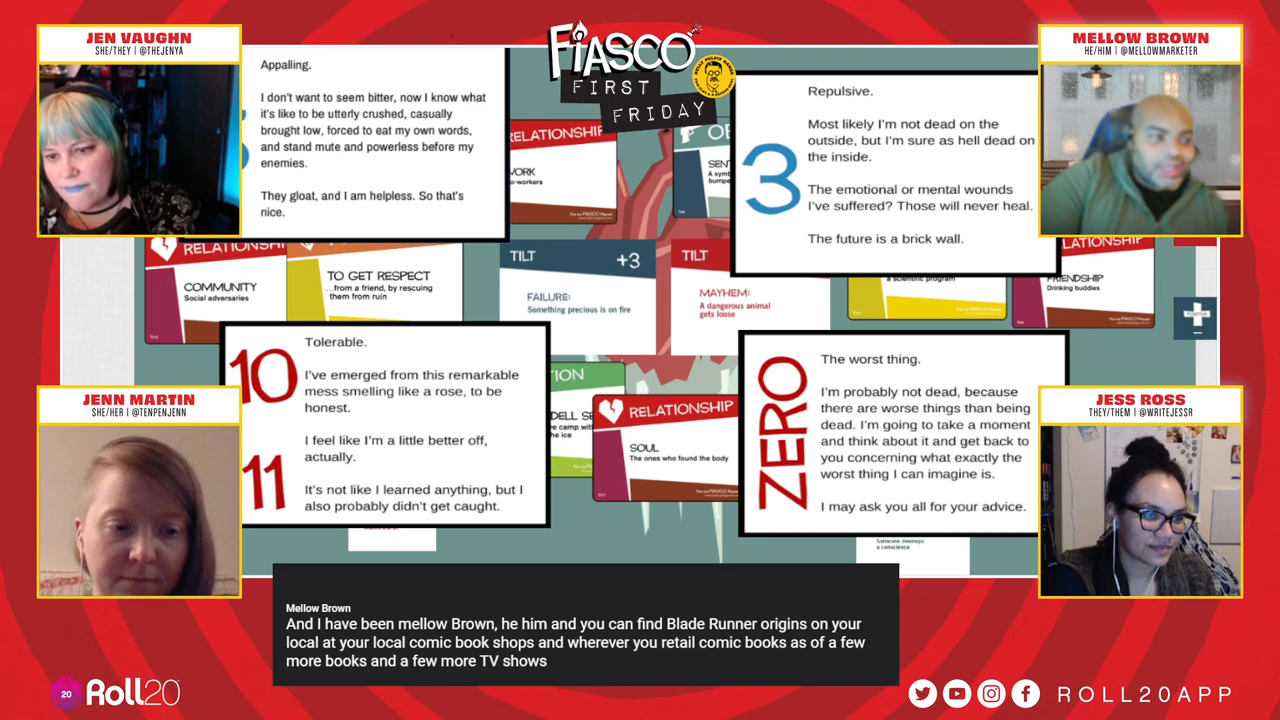 JEN VAUGHN
SHE/THEY | @THEJENYA
Appalling.
I don't want to seem bitter, now I know what
it's like to be utterly crushed, casually
brought low, forced to eat my own words,
and stand mute and powerless before my
enemies.
They gloat, and I am helpless. So that's
nice.
FIASCO
FIRST
FRIDAY
BULLY PULPIT GAMES
MELLOW BROWN
HE/HIM | @MELLOWMARKETER
3
Repulsive.
Most likely I'm not dead on the
outside, but I'm sure as hell dead on
the inside.
The emotional or mental wounds
I've suffered? Those will never heal.
The future is a brick wall.
RELATIONSHIP
WORK
RELATIONSHIP
COMMUNITY
Social adversaries
TO GET RESPECT
...from a friend, by rescuing
them from ruin
TILT +3
FAILURE:
Something precious is on fire
TILT
MAYHEM:
A dangerous animal
gets loose
a scientific program
RELATIONSHIP
FRIENDSHIP
Drinking buddies
JENN MARTIN
SHE/HER | @TENPENJENN
10
11
Tolerable.
I've emerged from this remarkable
mess smelling like a rose, to be
honest.
I feel like I'm a little better off,
actually.
It's not like I learned anything, but I
also probably didn't get caught.
RELATIONSHIP
SOUL
The ones who found the body
ZERO
The worst thing.
I'm probably not dead, because
there are worse things than being
dead. I'm going to take a moment
and think about it and get back to
you concerning what exactly the
worst thing I can imagine is.
I may ask you all for your advice.
JESS ROSS
THEY/THEM | @WRITEJESSR
Someone develops
a conscience
Mellow Brown
And I have been mellow Brown, he him and you can find Blade Runner origins on your
local at your local comic book shops and wherever you retail comic books as of a few
more books and a few more TV shows
20 Roll20
ROLL20APP